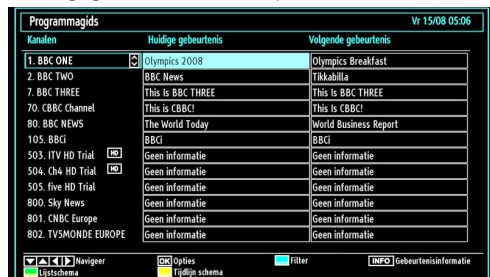 Programmagids Vr 15/08 05:06
Kanalen Huidige gebeurtenis Volgende gebeurtenis
1. BBC ONE Olympics 2008 Olympics Breakfast
2. BBC TWO BBC News Tikkabilla
7. BBC THREE This Is BBC THREE This Is BBC THREE
70. CBBC Channel This is CBBC! This Is CBBC!
80. BBC NEWS The World Today World Business Report
105. BBCi BBCi BBCi
503. ITV HD Trial HD Geen informatie Geen informatie
504. Ch4 HD Trial HD Geen informatie Geen informatie
505. five HD Trial Geen informatie Geen informatie
800. Sky News Geen informatie Geen informatie
801. CNBC Europe Geen informatie Geen informatie
802. TV5MONDE EUROPE Geen informatie Geen informatie
Navigeer OK Opties Filter INFO Gebeurtenisinformatie
Lijstschema Tijdlijn schema